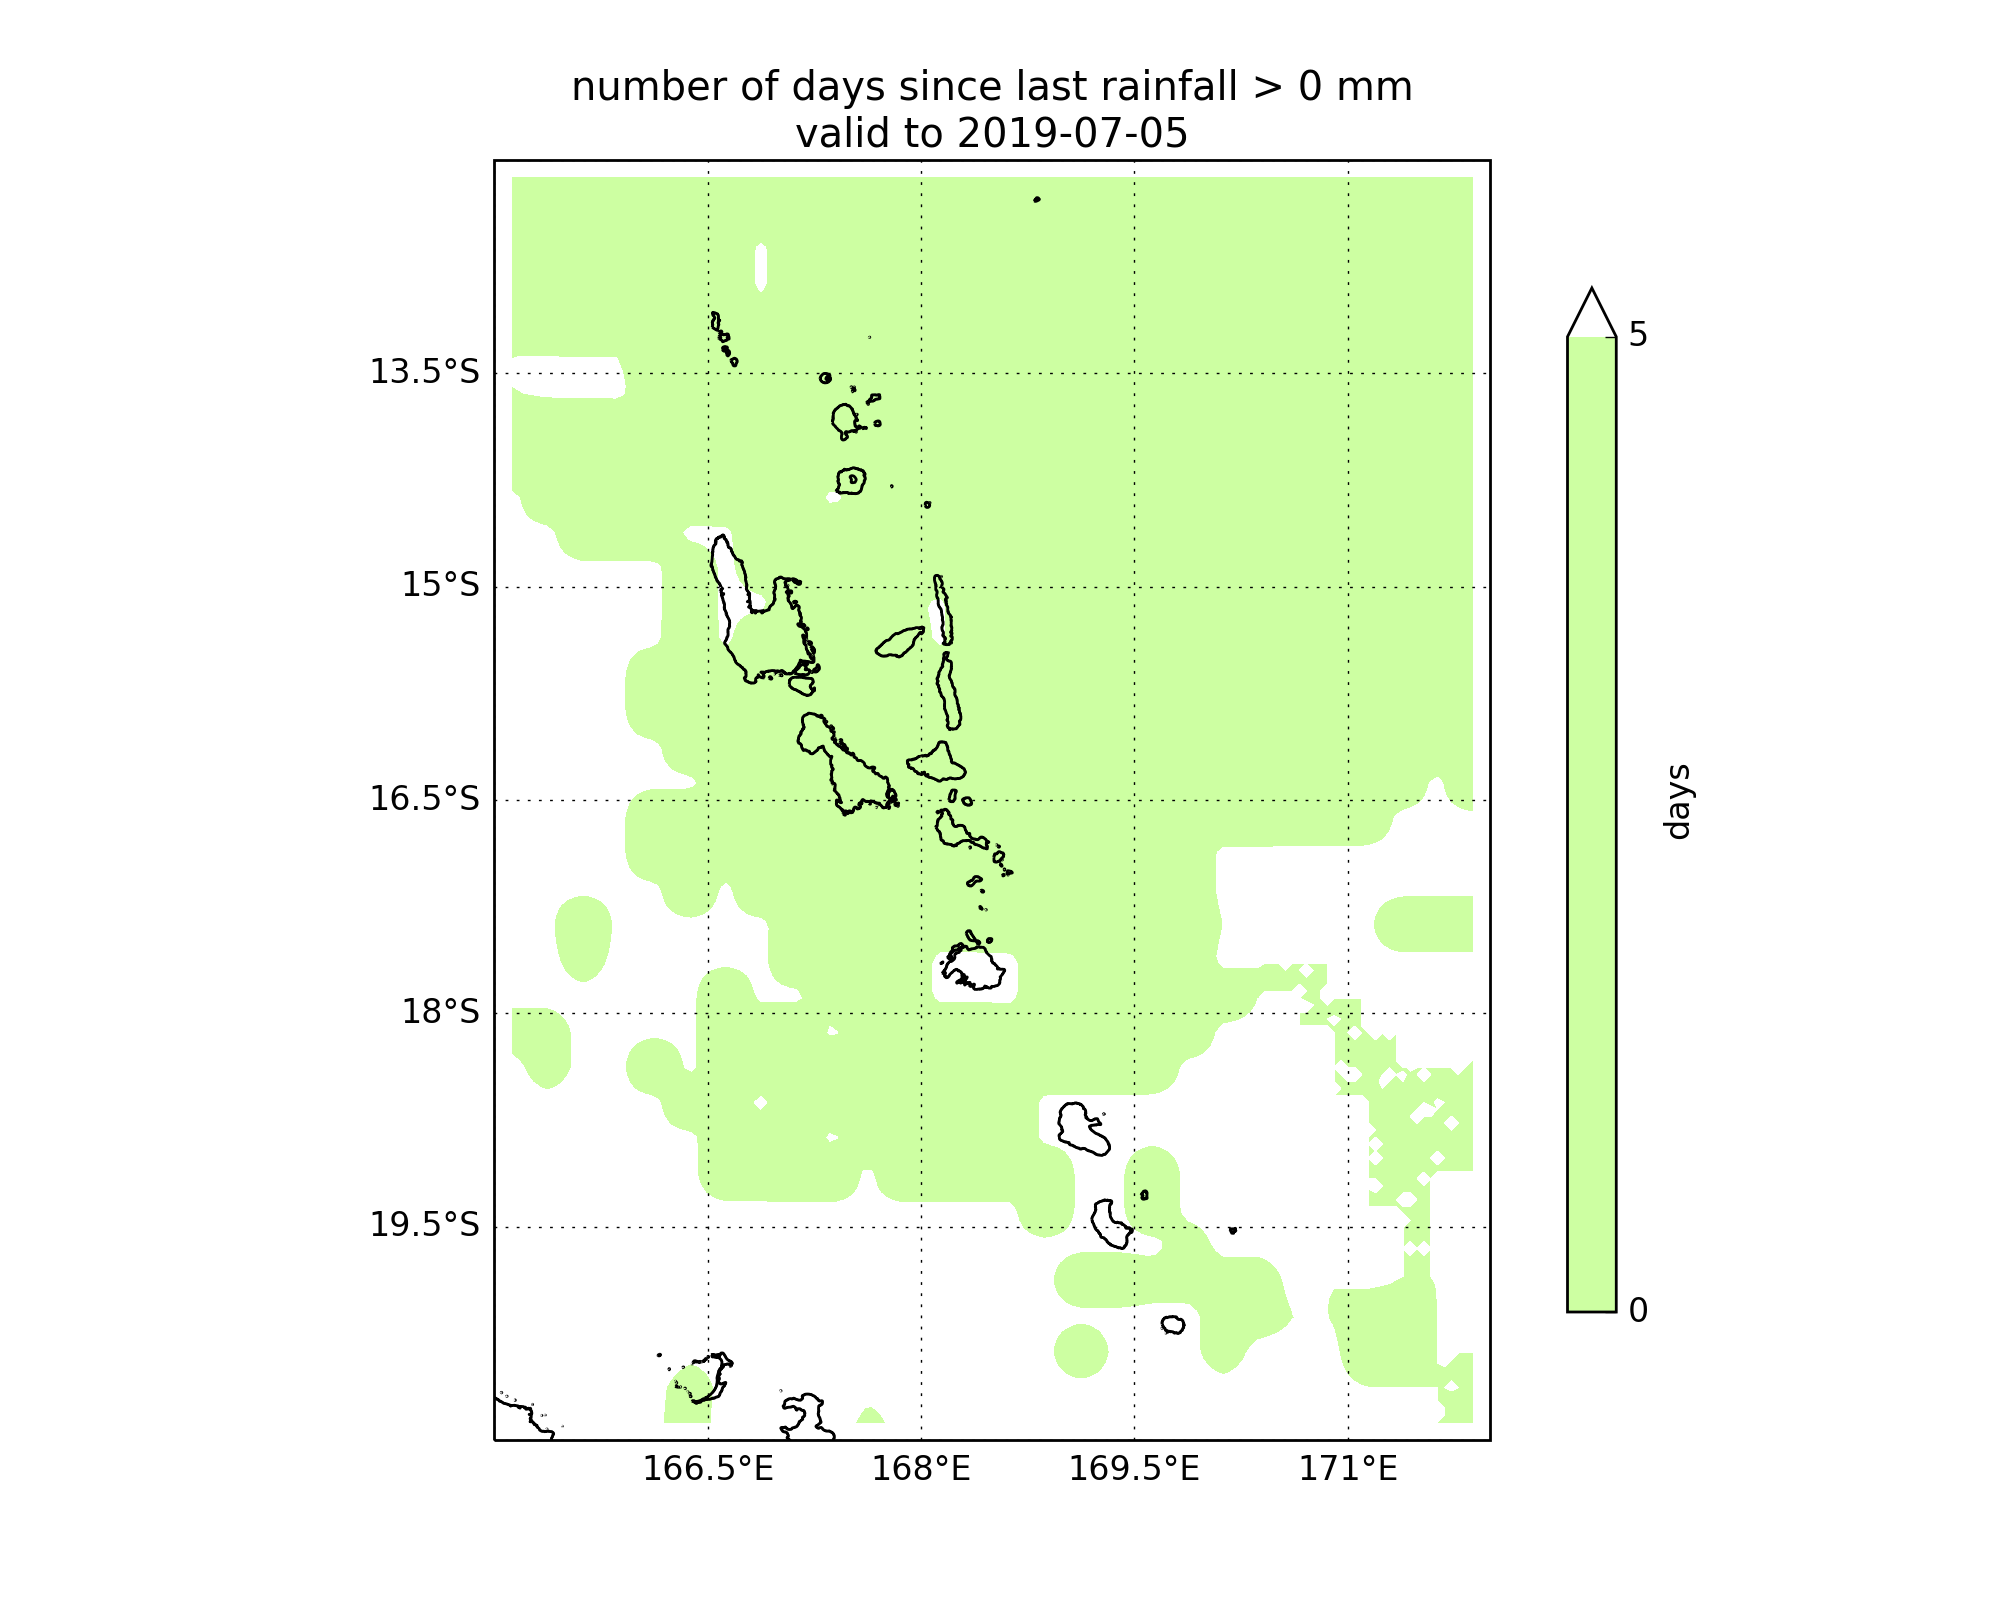 number of days since last rainfall > 0 mm
valid to 2019-07-05
13.5°S
15°S
16.5°S
18°S
19.5°S
166.5°E
168°E
169.5°E
171°E
5
0
days